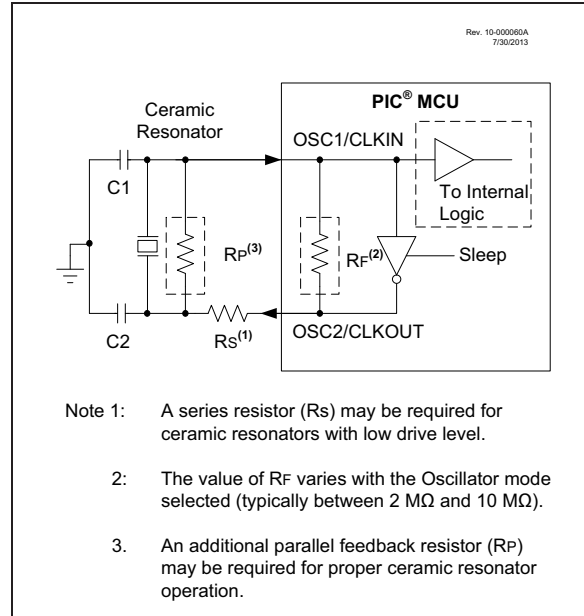 Rev. 10-000060A
7/30/2013
PIC® MCU
Ceramic
Resonator
OSC1/CLKIN
C1
To Internal
Logic
RP(3)
RF(2)
Sleep
C2
RS(1)
OSC2/CLKOUT
Note 1: A series resistor (RS) may be required for
ceramic resonators with low drive level.
2: The value of RF varies with the Oscillator mode
selected (typically between 2 MΩ and 10 MΩ).
3. An additional parallel feedback resistor (RP)
may be required for proper ceramic resonator
operation.